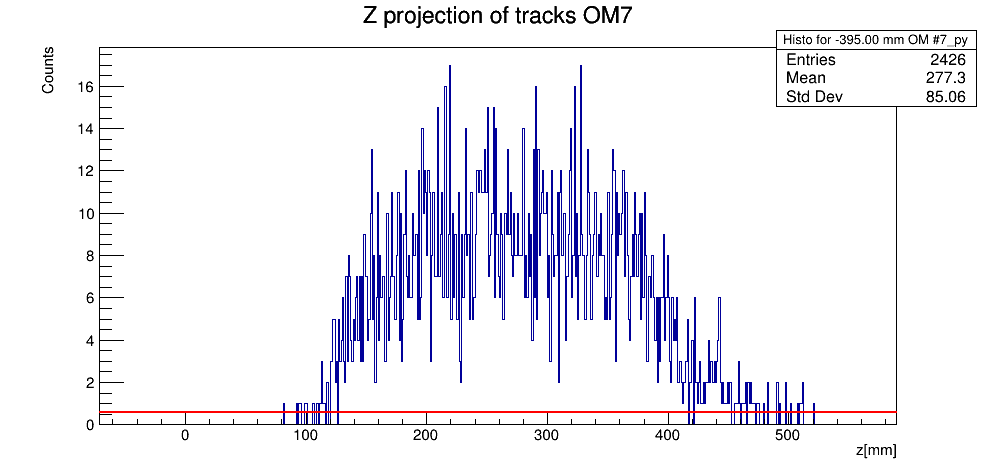 Z projection of tracks OM7
Histo for -395.00 mm OM #7_py
Entries 2426
Mean 277.3
Std Dev 85.06
Counts
16
14
12
10
8
6
4
2
0
0 100 200 300 400 500
z[mm]